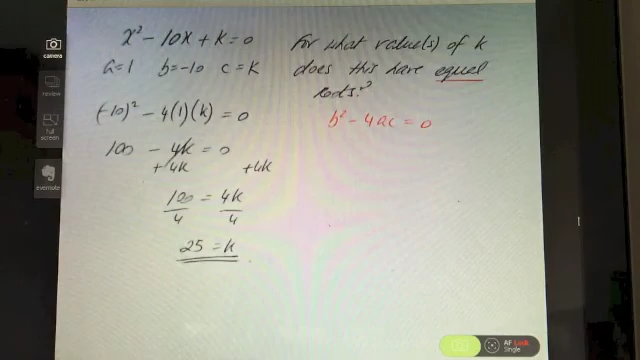 x² – 10x + k = 0
a=1 b=–10 c=k
(–10)² – 4(1)(k) = 0
100 – 4k = 0
+4k +4k
100 = 4k
4 4
25 = k
For what value(s) of k
does this have equal
roots?
b² – 4ac = 0
camera
review
full
screen
evernote
AF Lock
Single